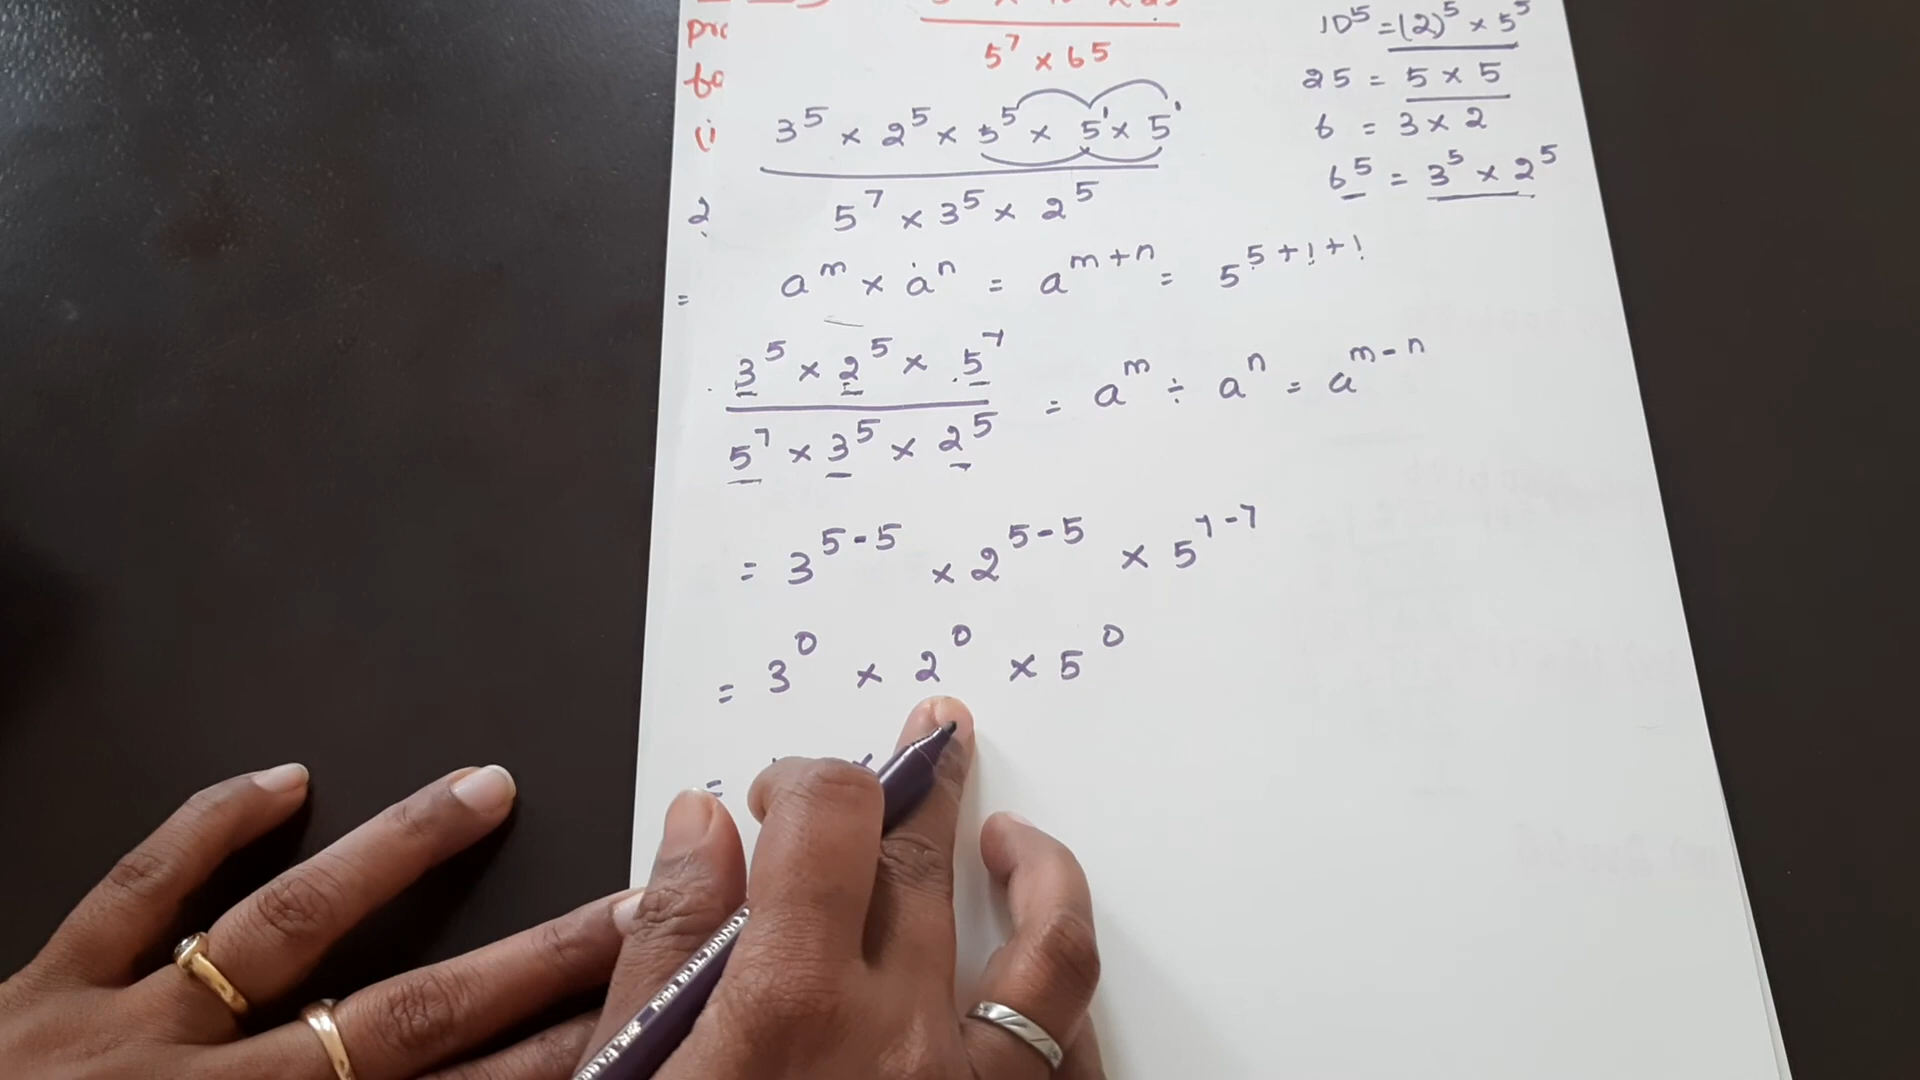 5⁷ × 6⁵
3⁵ × 2⁵ × 5⁵ × 5¹ × 5¹
5⁷ × 3⁵ × 2⁵
10⁵ = (2)⁵ × 5⁵
25 = 5 × 5
6 = 3 × 2
6⁵ = 3⁵ × 2⁵
2
= aᵐ × aⁿ = aᵐ⁺ⁿ = 5⁵⁺¹⁺¹
3⁵ × 2⁵ × 5⁷
5⁷ × 3⁵ × 2⁵
= aᵐ ÷ aⁿ = aᵐ⁻ⁿ
= 3⁵⁻⁵ × 2⁵⁻⁵ × 5⁷⁻⁷
= 3⁰ × 2⁰ × 5⁰
=